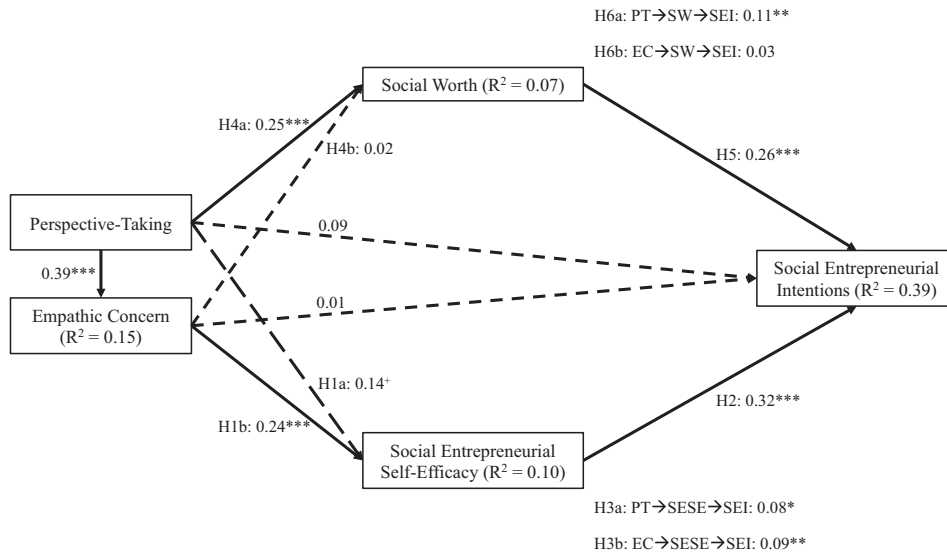 H6a: PT→SW→SEI: 0.11**
H6b: EC→SW→SEI: 0.03
Social Worth (R² = 0.07)
H4a: 0.25***
H4b: 0.02
H5: 0.26***
Perspective-Taking
0.09
0.39***
Social Entrepreneurial
Intentions (R² = 0.39)
Empathic Concern
(R² = 0.15)
0.01
H1a: 0.14⁺
H1b: 0.24***
H2: 0.32***
Social Entrepreneurial
Self-Efficacy (R² = 0.10)
H3a: PT→SESE→SEI: 0.08*
H3b: EC→SESE→SEI: 0.09**